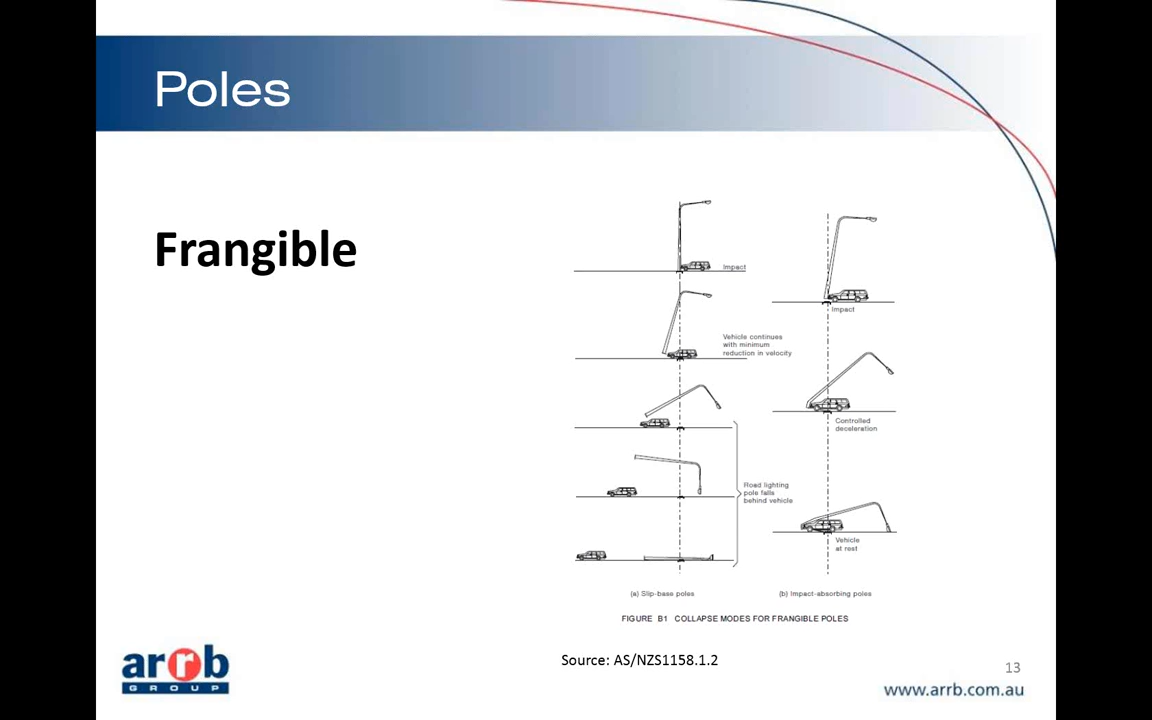 Poles
Frangible
Impact
Vehicle continues
with minimum
reduction in velocity
Road lighting
pole falls
behind vehicle
(a) Slip-base poles
Impact
Controlled
deceleration
Vehicle
at rest
(b) Impact-absorbing poles
FIGURE B1 COLLAPSE MODES FOR FRANGIBLE POLES
Source: AS/NZS1158.1.2
arrb
GROUP
13
www.arrb.com.au